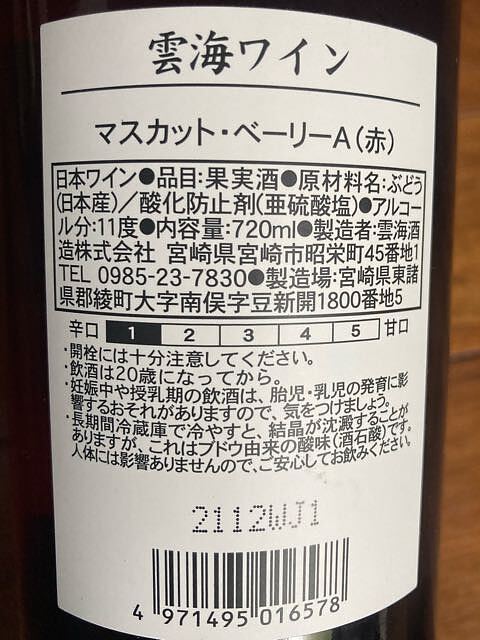 雲海ワイン
マスカット・ベーリーA(赤)
日本ワイン●品目:果実酒●原材料名:ぶどう
(日本産)／酸化防止剤(亜硫酸塩)●アルコー
ル分:11度●内容量:720ml●製造者:雲海酒
造株式会社 宮崎県宮崎市昭栄町45番地1
TEL 0985-23-7830●製造場:宮崎県東諸
県郡綾町大字南俣字豆新開1800番地5
辛口 1 2 3 4 5 甘口
・開栓には十分注意してください。
・飲酒は20歳になってから。
・妊娠中や授乳期の飲酒は、胎児・乳児の発育に影
響するおそれがありますので、気をつけましょう。
・長期間冷蔵庫で冷やすと、結晶が沈澱することが
ありますが、これはブドウ由来の酸味(酒石酸)です。
人体には影響ありませんので、ご安心してお飲みください。
2112WJ1
4 971495 016578